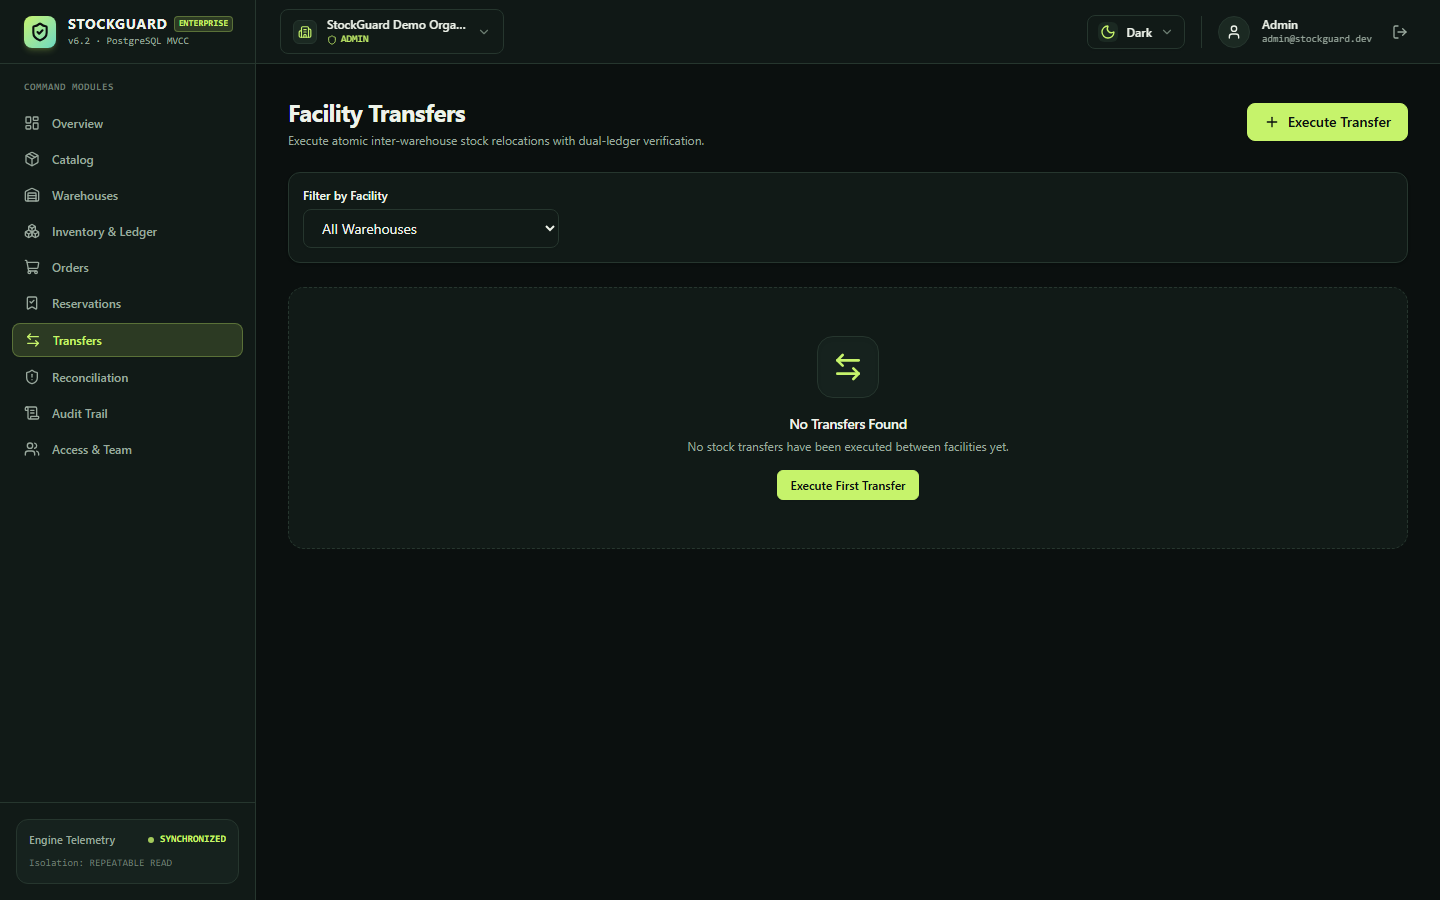 STOCKGUARD ENTERPRISE
v6.2 · PostgreSQL MVCC
StockGuard Demo Orga...
ADMIN
Dark
Admin
admin@stockguard.dev
COMMAND MODULES
Overview
Catalog
Warehouses
Inventory & Ledger
Orders
Reservations
Transfers
Reconciliation
Audit Trail
Access & Team
Engine Telemetry
SYNCHRONIZED
Isolation: REPEATABLE READ
Facility Transfers
Execute atomic inter-warehouse stock relocations with dual-ledger verification.
Execute Transfer
Filter by Facility
All Warehouses
No Transfers Found
No stock transfers have been executed between facilities yet.
Execute First Transfer